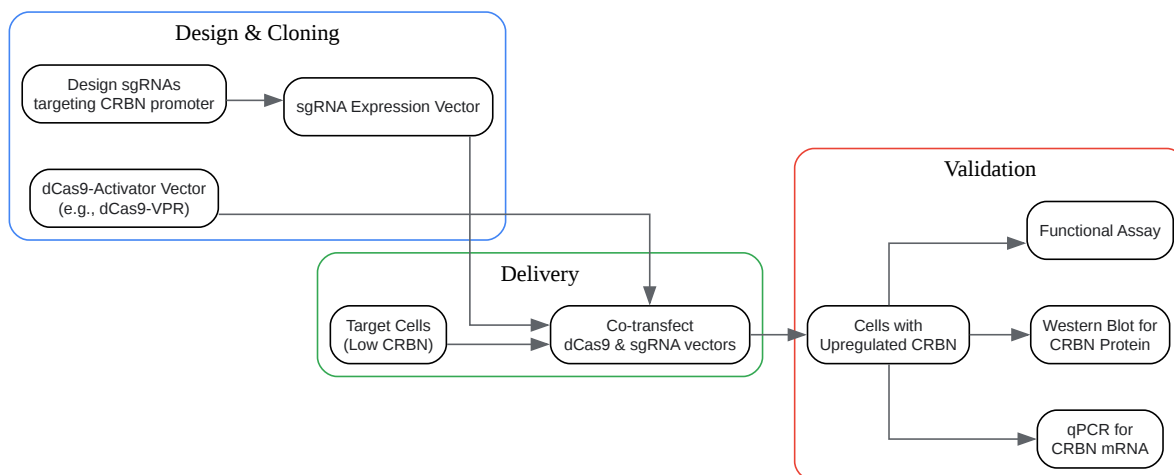 Design & Cloning
Design sgRNAs
targeting CRBN promoter
sgRNA Expression Vector
dCas9-Activator Vector
(e.g., dCas9-VPR)
Delivery
Target Cells
(Low CRBN)
Co-transfect
dCas9 & sgRNA vectors
Validation
Cells with
Upregulated CRBN
Functional Assay
Western Blot for
CRBN Protein
qPCR for
CRBN mRNA